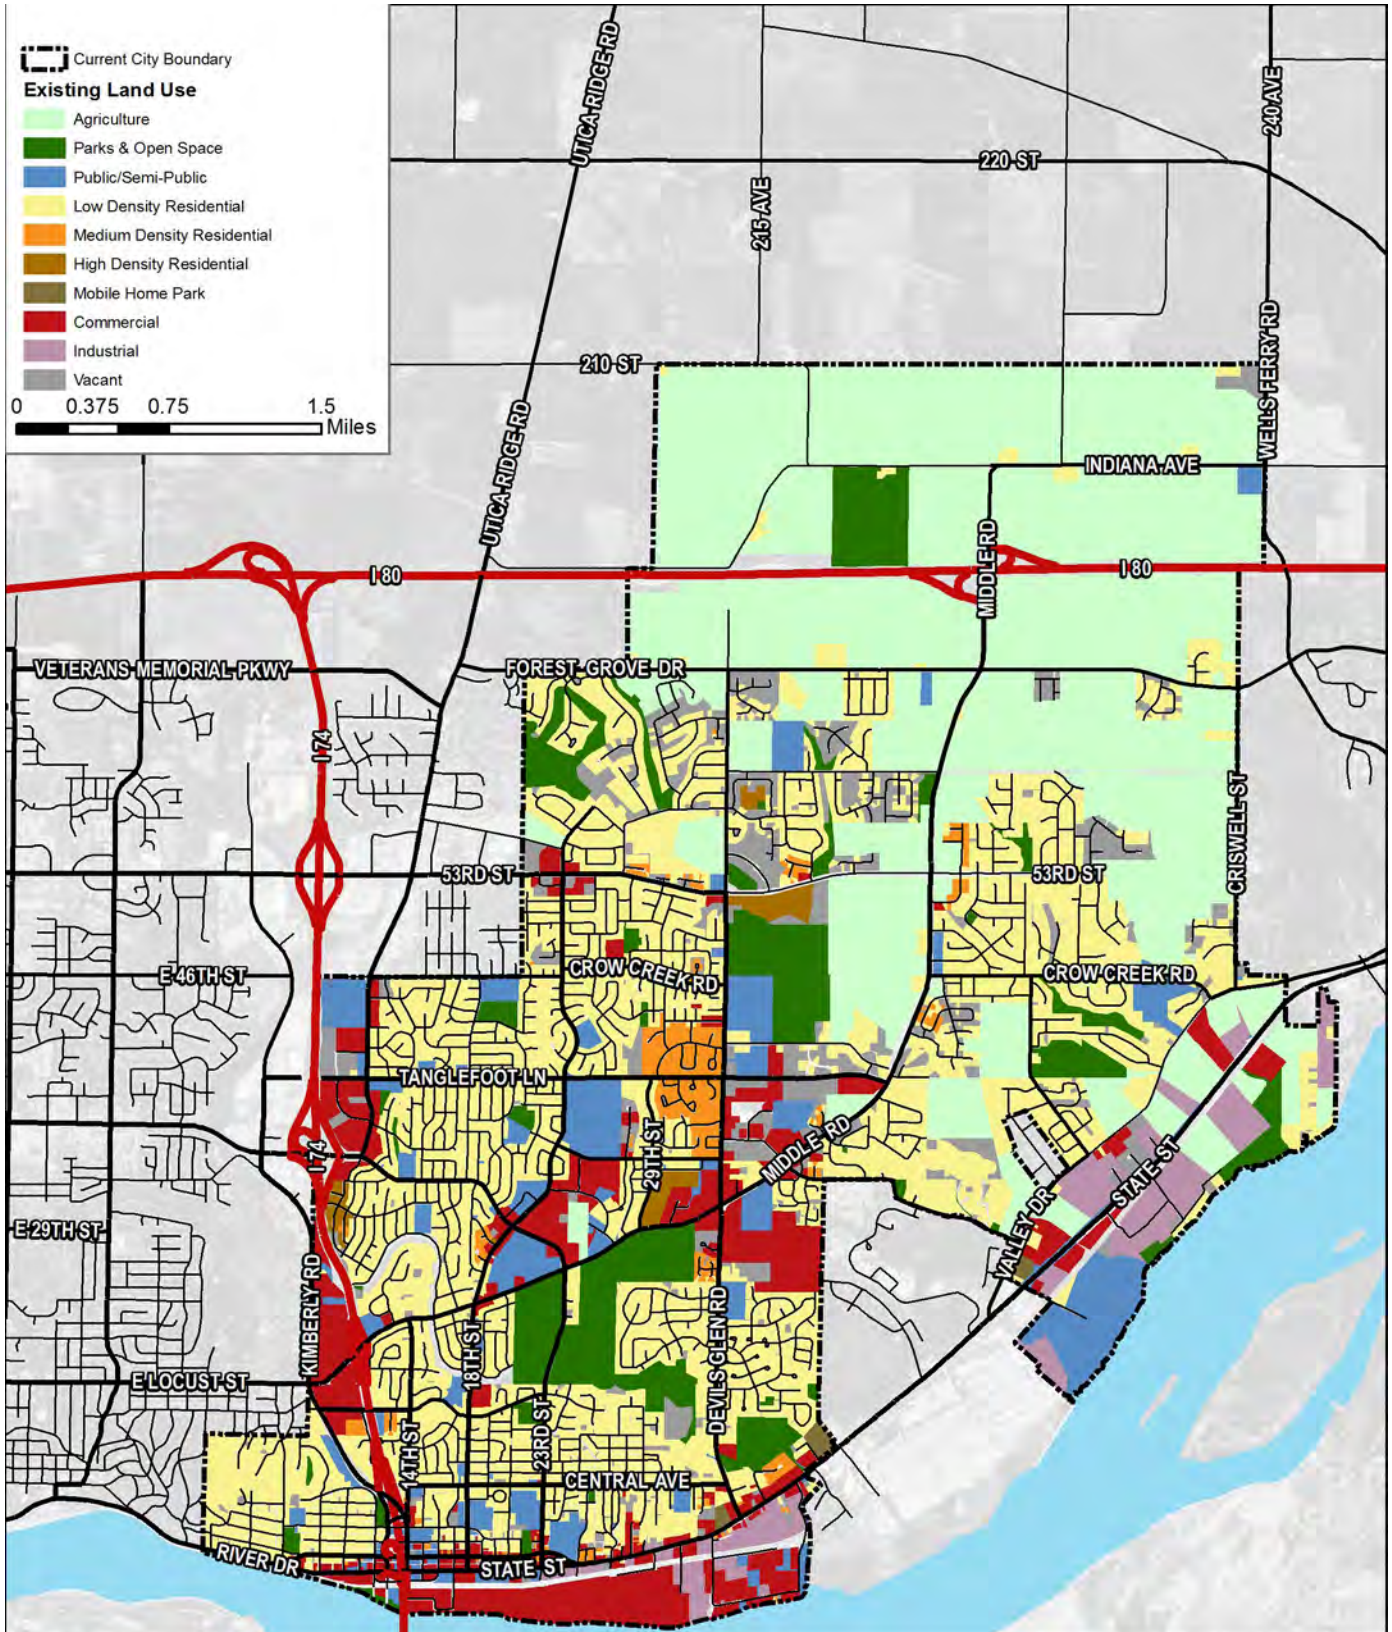 Current City Boundary
Existing Land Use
Agriculture
Parks & Open Space
Public/Semi-Public
Low Density Residential
Medium Density Residential
High Density Residential
Mobile Home Park
Commercial
Industrial
Vacant
0 0.375 0.75 1.5
Miles
UTICA RIDGE RD
240 AVE
220 ST
215 AVE
210 ST
WELLS FERRY RD
UTICA RIDGE RD
INDIANA AVE
MIDDLE RD
I 80
I 80
VETERANS MEMORIAL PKWY
FOREST GROVE DR
I 74
CRISWELL ST
53RD ST
53RD ST
E 46TH ST
CROW CREEK RD
CROW CREEK RD
TANGLEFOOT LN
29TH ST
MIDDLE RD
I 74
STATE ST
VALLEY DR
E 29TH ST
KIMBERLY RD
18TH ST
DEVILS GLEN RD
E LOCUST ST
14TH ST
23RD ST
CENTRAL AVE
RIVER DR
STATE ST